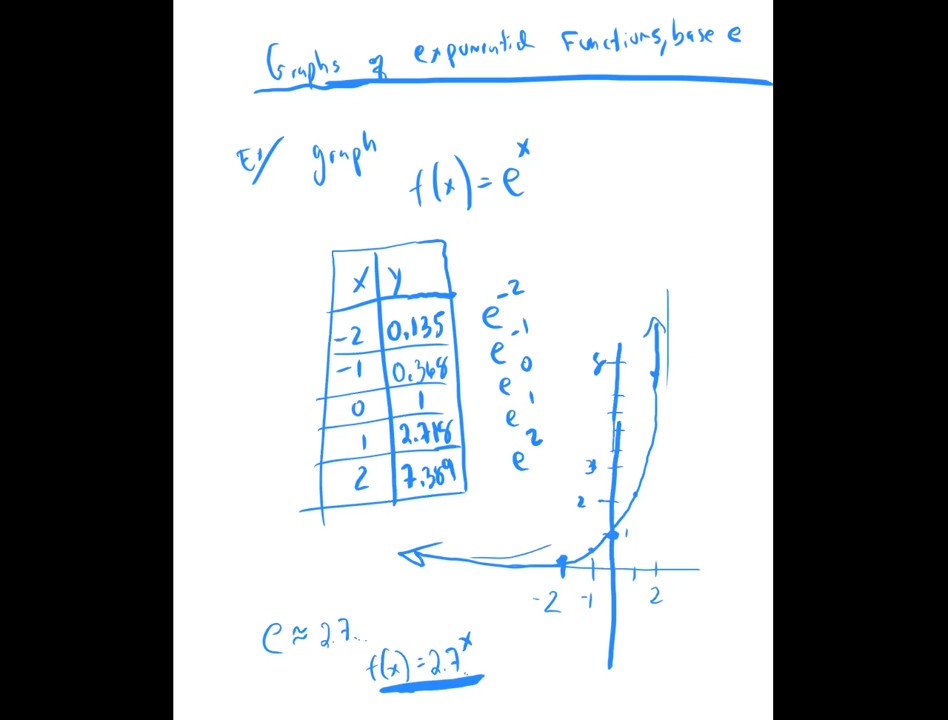 Graphs of exponential Functions, base e
Ex/ graph
f(x) = e^x
x y
-2 0.135
-1 0.368
0 1
1 2.718
2 7.389
e^-2
e^-1
e^0
e^1
e^2
8
3
2
1
-2 -1 2
e ≈ 2.7...
f(x) = 2.7^x